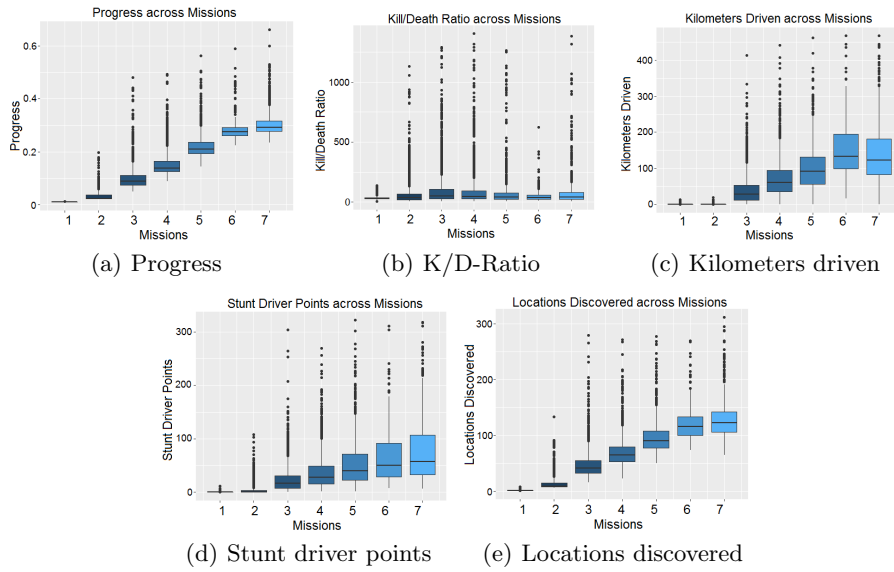 Progress across Missions
0.6
0.4
0.2
0
Progress
1 2 3 4 5 6 7
Missions
(a) Progress
Kill/Death Ratio across Missions
1000
500
0
Kill/Death Ratio
1 2 3 4 5 6 7
Missions
(b) K/D-Ratio
Kilometers Driven across Missions
400
300
200
100
0
Kilometers Driven
1 2 3 4 5 6 7
Missions
(c) Kilometers driven
Stunt Driver Points across Missions
300
200
100
50
0
Stunt Driver Points
1 2 3 4 5 6 7
Missions
(d) Stunt driver points
Locations Discovered across Missions
300
200
100
0
Locations Discovered
1 2 3 4 5 6 7
Missions
(e) Locations discovered